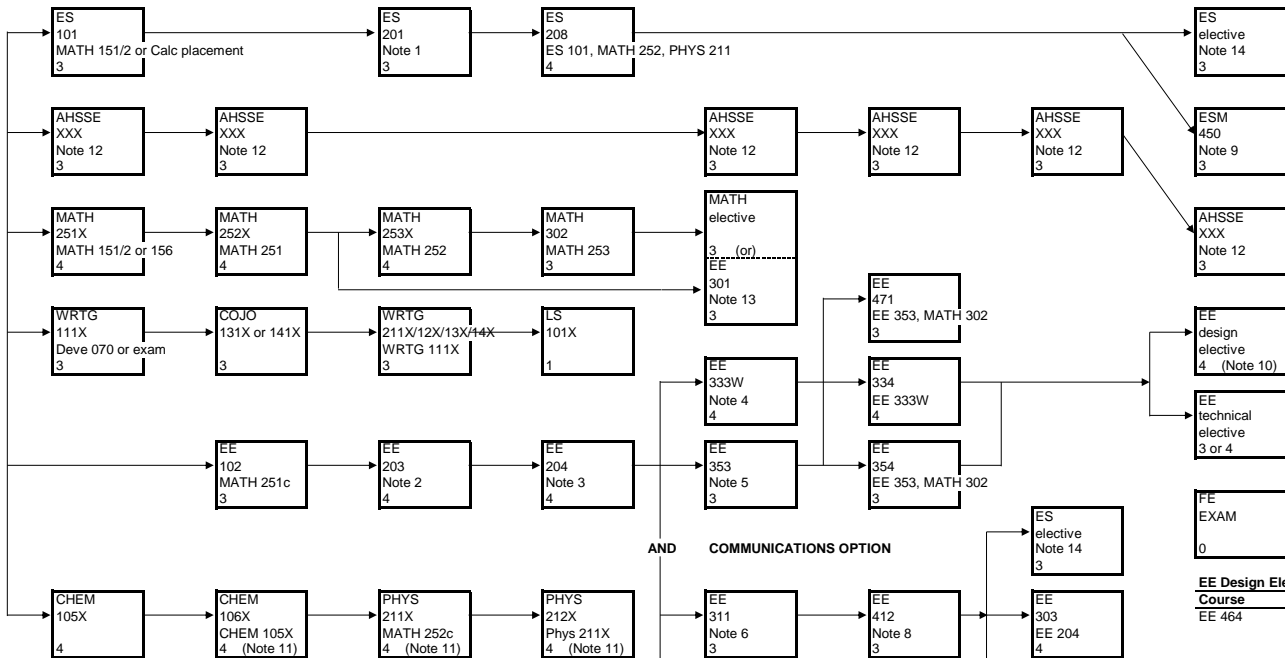 ES
101
MATH 151/2 or Calc placement
3
ES
201
Note 1
3
ES
208
ES 101, MATH 252, PHYS 211
4
ES
elective
Note 14
3
AHSSE
XXX
Note 12
3
AHSSE
XXX
Note 12
3
AHSSE
XXX
Note 12
3
AHSSE
XXX
Note 12
3
AHSSE
XXX
Note 12
3
ESM
450
Note 9
3
MATH
251X
MATH 151/2 or 156
4
MATH
252X
MATH 251
4
MATH
253X
MATH 252
4
MATH
302
MATH 253
3
MATH
elective
3 (or)
EE
301
Note 13
3
AHSSE
XXX
Note 12
3
EE
471
EE 353, MATH 302
3
WRTG
111X
Deve 070 or exam
3
COJO
131X or 141X
3
WRTG
211X/12X/13X/14X
WRTG 111X
3
LS
101X
1
EE
design
elective
4 (Note 10)
EE
333W
Note 4
4
EE
334
EE 333W
4
EE
technical
elective
3 or 4
EE
102
MATH 251c
3
EE
203
Note 2
4
EE
204
Note 3
4
EE
353
Note 5
3
EE
354
EE 353, MATH 302
3
FE
EXAM
0
ES
elective
Note 14
3
AND COMMUNICATIONS OPTION
EE Design Ele
Course
EE 464
CHEM
105X
4
CHEM
106X
CHEM 105X
4 (Note 11)
PHYS
211X
MATH 252c
4 (Note 11)
PHYS
212X
Phys 211X
4 (Note 11)
EE
311
Note 6
3
EE
412
Note 8
3
EE
303
EE 204
4